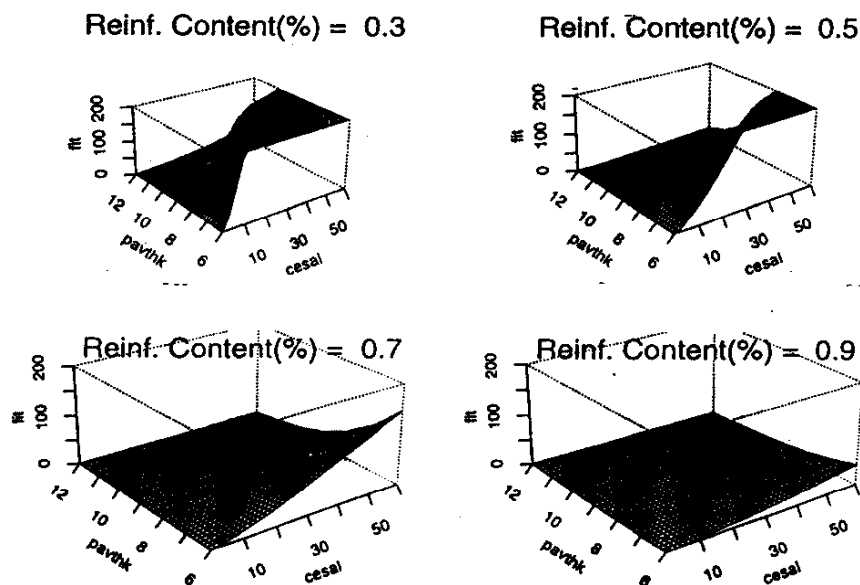 Reinf. Content(%) = 0.3
200
100
0
fit
12
10
8
6
pavthk
10
30
50
cesal
Reinf. Content(%) = 0.5
200
100
0
fit
12
10
8
6
pavthk
10
30
50
cesal
Reinf. Content(%) = 0.7
200
100
0
fit
12
10
8
6
pavthk
10
30
50
cesal
Reinf. Content(%) = 0.9
200
100
0
fit
12
10
8
6
pavthk
10
30
50
cesal